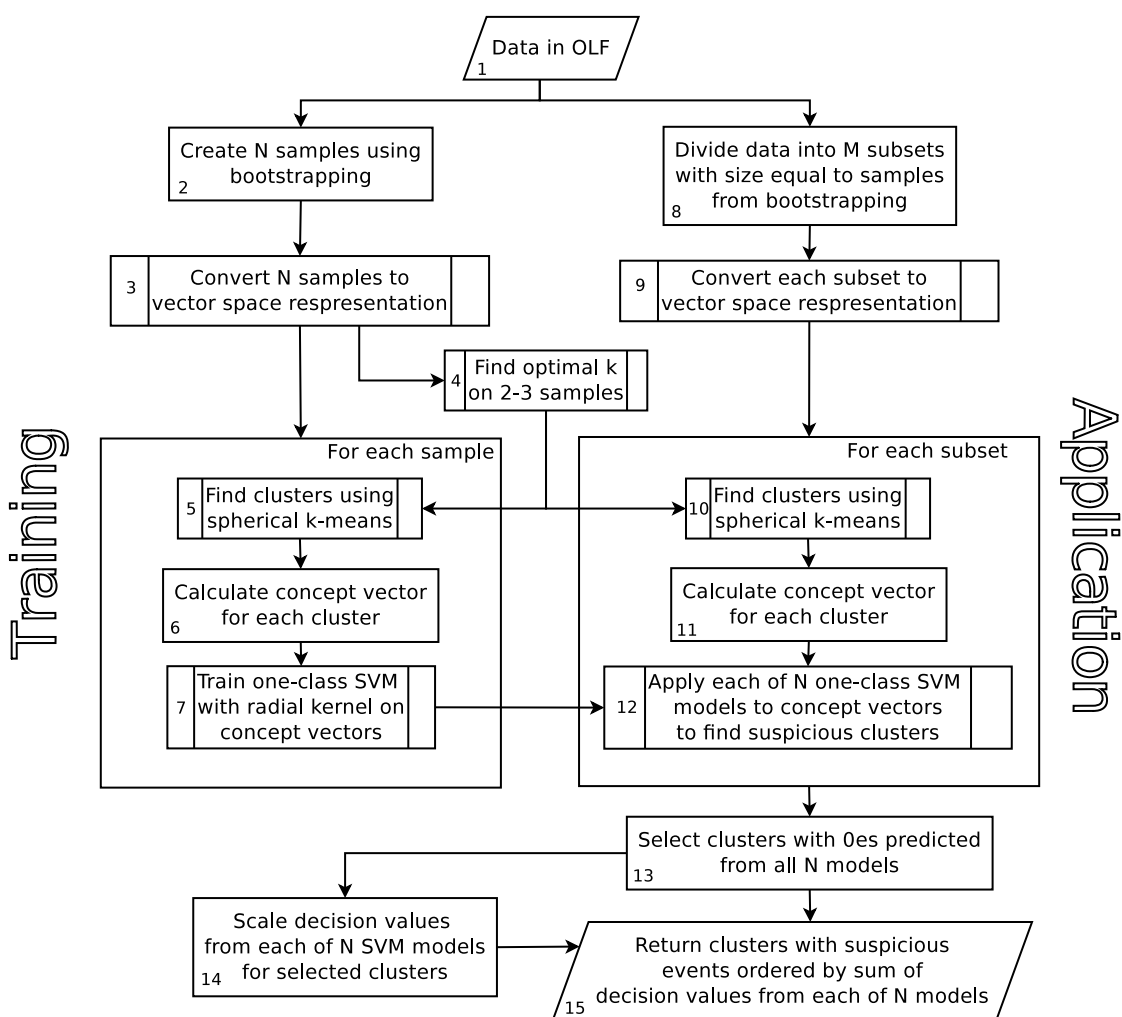 Data in OLF
1
Create N samples using
bootstrapping
2
Divide data into M subsets
with size equal to samples
from bootstrapping
8
3
Convert N samples to
vector space respresentation
9
Convert each subset to
vector space respresentation
4
Find optimal k
on 2-3 samples
Training
Application
For each sample
5
Find clusters using
spherical k-means
Calculate concept vector
for each cluster
6
7
Train one-class SVM
with radial kernel on
concept vectors
For each subset
10
Find clusters using
spherical k-means
Calculate concept vector
for each cluster
11
12
Apply each of N one-class SVM
models to concept vectors
to find suspicious clusters
Select clusters with 0es predicted
from all N models
13
Scale decision values
from each of N SVM models
for selected clusters
14
Return clusters with suspicious
events ordered by sum of
decision values from each of N models
15